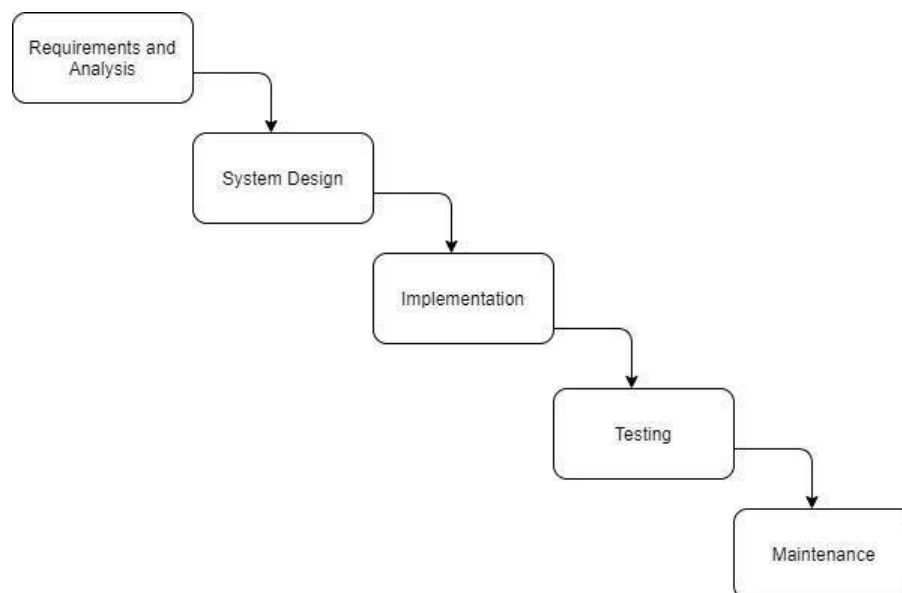 Requirements and
Analysis
System Design
Implementation
Testing
Maintenance